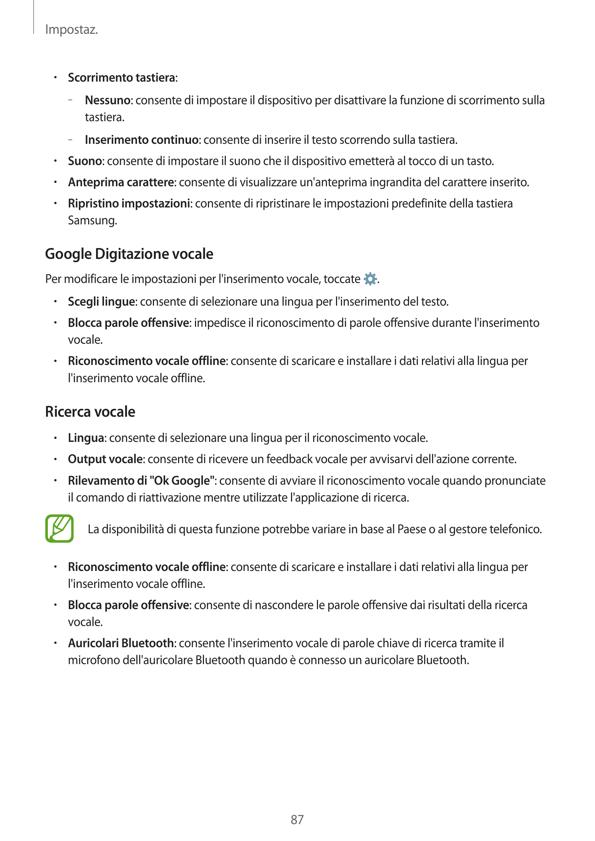 Impostaz.
• Scorrimento tastiera:
– Nessuno: consente di impostare il dispositivo per disattivare la funzione di scorrimento sulla
tastiera.
– Inserimento continuo: consente di inserire il testo scorrendo sulla tastiera.
• Suono: consente di impostare il suono che il dispositivo emetterà al tocco di un tasto.
• Anteprima carattere: consente di visualizzare un'anteprima ingrandita del carattere inserito.
• Ripristino impostazioni: consente di ripristinare le impostazioni predefinite della tastiera
Samsung.
Google Digitazione vocale
Per modificare le impostazioni per l'inserimento vocale, toccate .
• Scegli lingue: consente di selezionare una lingua per l'inserimento del testo.
• Blocca parole offensive: impedisce il riconoscimento di parole offensive durante l'inserimento
vocale.
• Riconoscimento vocale offline: consente di scaricare e installare i dati relativi alla lingua per
l'inserimento vocale offline.
Ricerca vocale
• Lingua: consente di selezionare una lingua per il riconoscimento vocale.
• Output vocale: consente di ricevere un feedback vocale per avvisarvi dell'azione corrente.
• Rilevamento di "Ok Google": consente di avviare il riconoscimento vocale quando pronunciate
il comando di riattivazione mentre utilizzate l'applicazione di ricerca.
La disponibilità di questa funzione potrebbe variare in base al Paese o al gestore telefonico.
• Riconoscimento vocale offline: consente di scaricare e installare i dati relativi alla lingua per
l'inserimento vocale offline.
• Blocca parole offensive: consente di nascondere le parole offensive dai risultati della ricerca
vocale.
• Auricolari Bluetooth: consente l'inserimento vocale di parole chiave di ricerca tramite il
microfono dell'auricolare Bluetooth quando è connesso un auricolare Bluetooth.
87